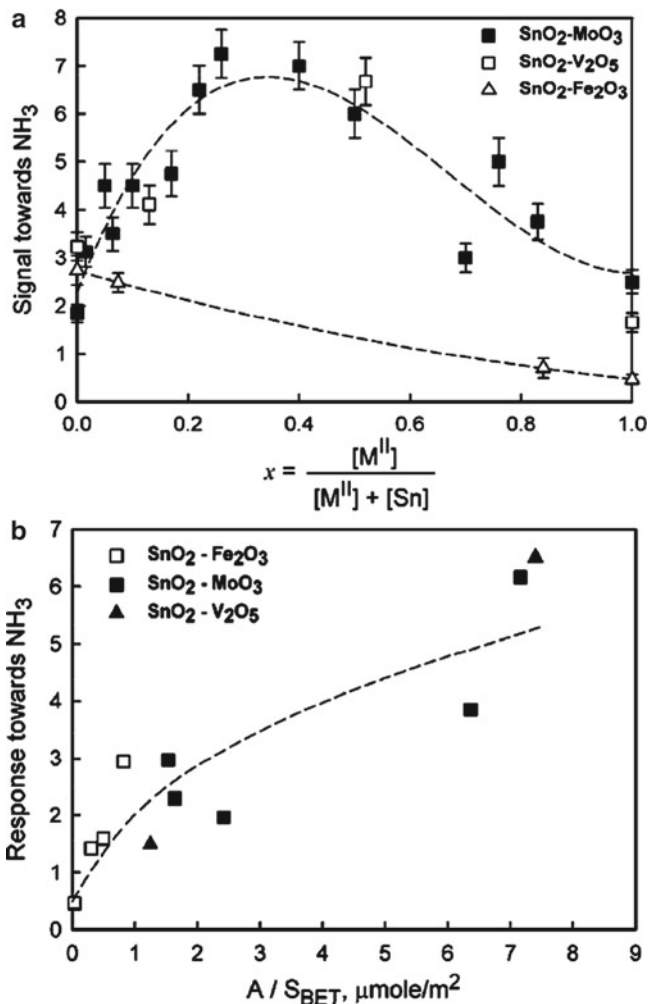 a
8
7
6
5
4
3
2
1
0
Signal towards NH3
SnO2-MoO3
SnO2-V2O5
SnO2-Fe2O3
0.0 0.2 0.4 0.6 0.8 1.0
x = [M^II] / [M^II] + [Sn]
b
7
6
5
4
3
2
1
0
Response towards NH3
SnO2 - Fe2O3
SnO2 - MoO3
SnO2 - V2O5
0 1 2 3 4 5 6 7 8 9
A / S_BET, μmole/m²